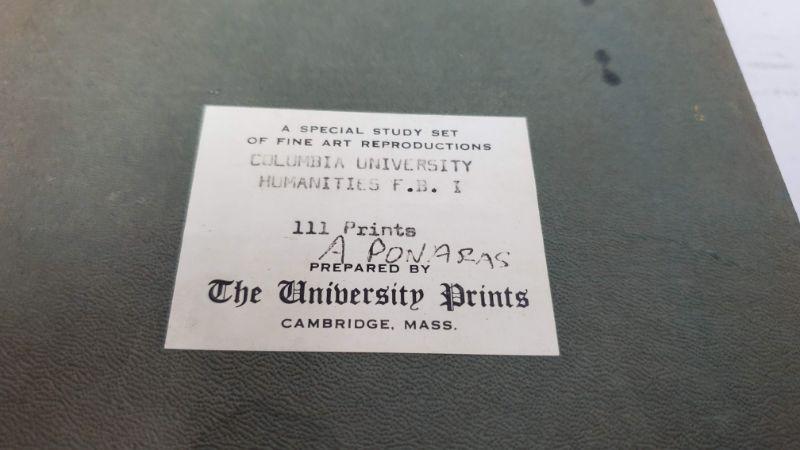 A SPECIAL STUDY SET
OF FINE ART REPRODUCTIONS
COLUMBIA UNIVERSITY
HUMANITIES F.B. I
111 Prints
A PONARAS
PREPARED BY
The University Prints
CAMBRIDGE, MASS.